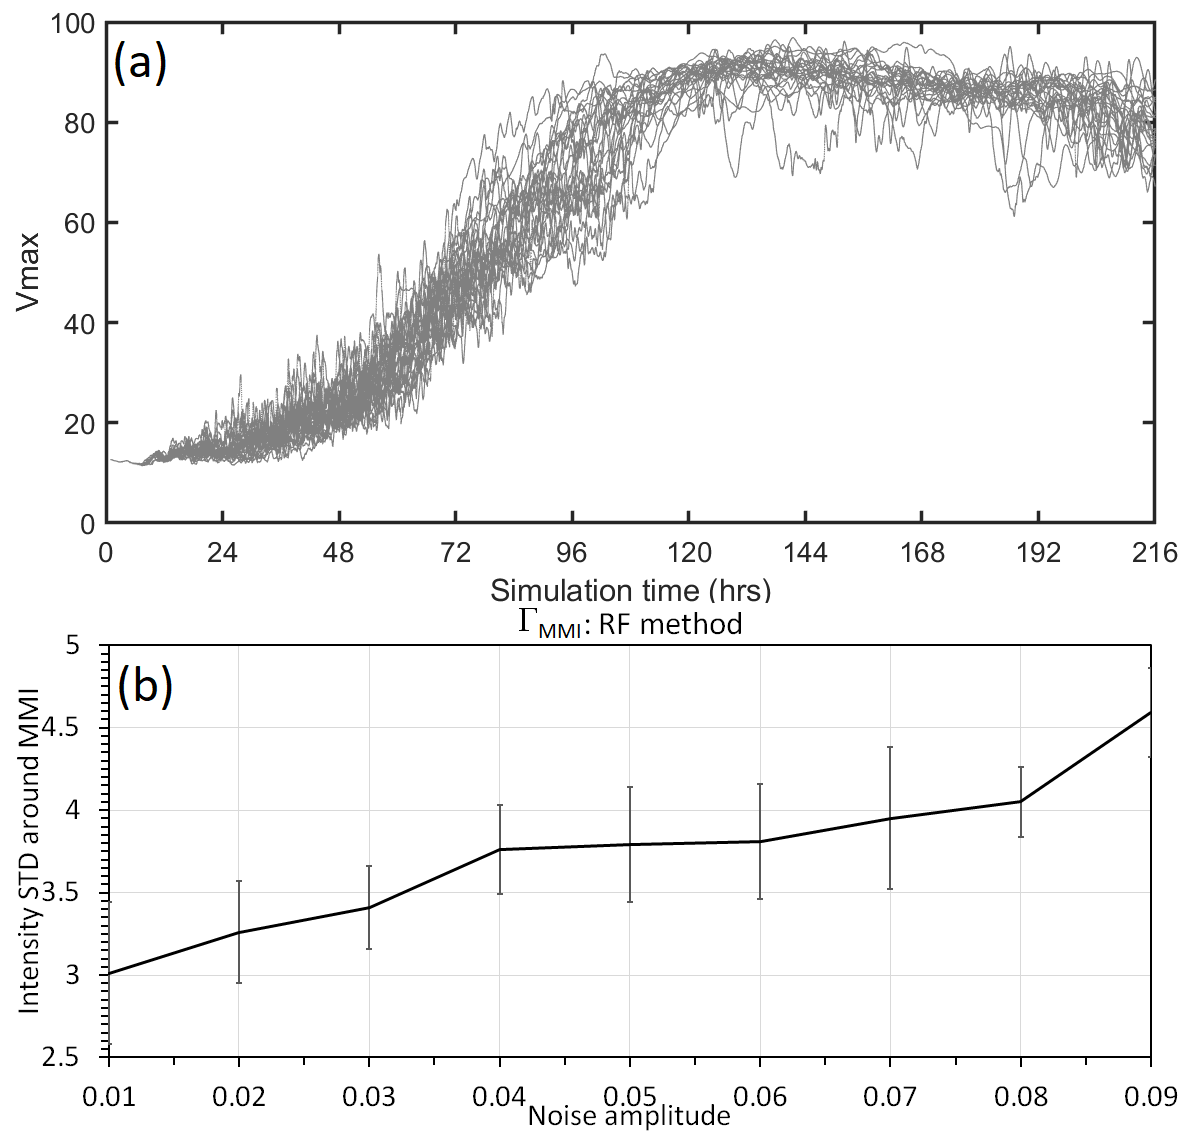 100
(a)
80
60
Vmax
40
20
0
0 24 48 72 96 120 144 168 192 216
Simulation time (hrs)
ΓMMI: RF method
5
(b)
4.5
4
Intensity STD around MMI
3.5
3
2.5
0.01 0.02 0.03 0.04 0.05 0.06 0.07 0.08 0.09
Noise amplitude